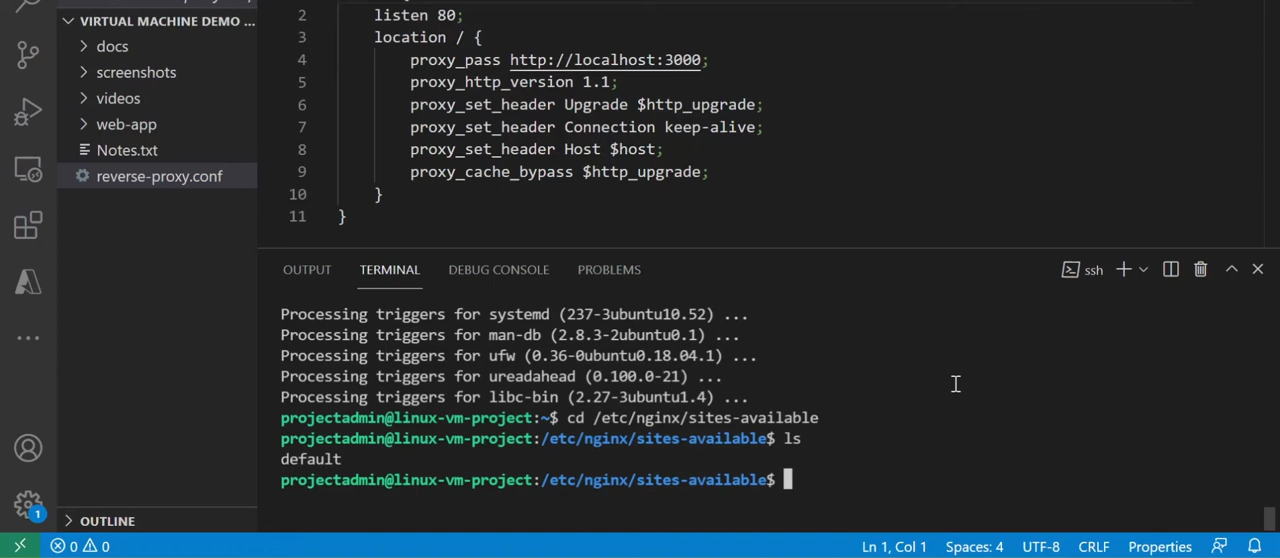 VIRTUAL MACHINE DEMO ...
docs
screenshots
videos
web-app
Notes.txt
reverse-proxy.conf
OUTLINE
1
2 listen 80;
3 location / {
4 proxy_pass http://localhost:3000;
5 proxy_http_version 1.1;
6 proxy_set_header Upgrade $http_upgrade;
7 proxy_set_header Connection keep-alive;
8 proxy_set_header Host $host;
9 proxy_cache_bypass $http_upgrade;
10 }
11 }
OUTPUT TERMINAL DEBUG CONSOLE PROBLEMS ssh
Processing triggers for systemd (237-3ubuntu10.52) ...
Processing triggers for man-db (2.8.3-2ubuntu0.1) ...
Processing triggers for ufw (0.36-0ubuntu0.18.04.1) ...
Processing triggers for ureadahead (0.100.0-21) ...
Processing triggers for libc-bin (2.27-3ubuntu1.4) ...
projectadmin@linux-vm-project:~$ cd /etc/nginx/sites-available
projectadmin@linux-vm-project:/etc/nginx/sites-available$ ls
default
projectadmin@linux-vm-project:/etc/nginx/sites-available$
0 0 Ln 1, Col 1 Spaces: 4 UTF-8 CRLF Properties